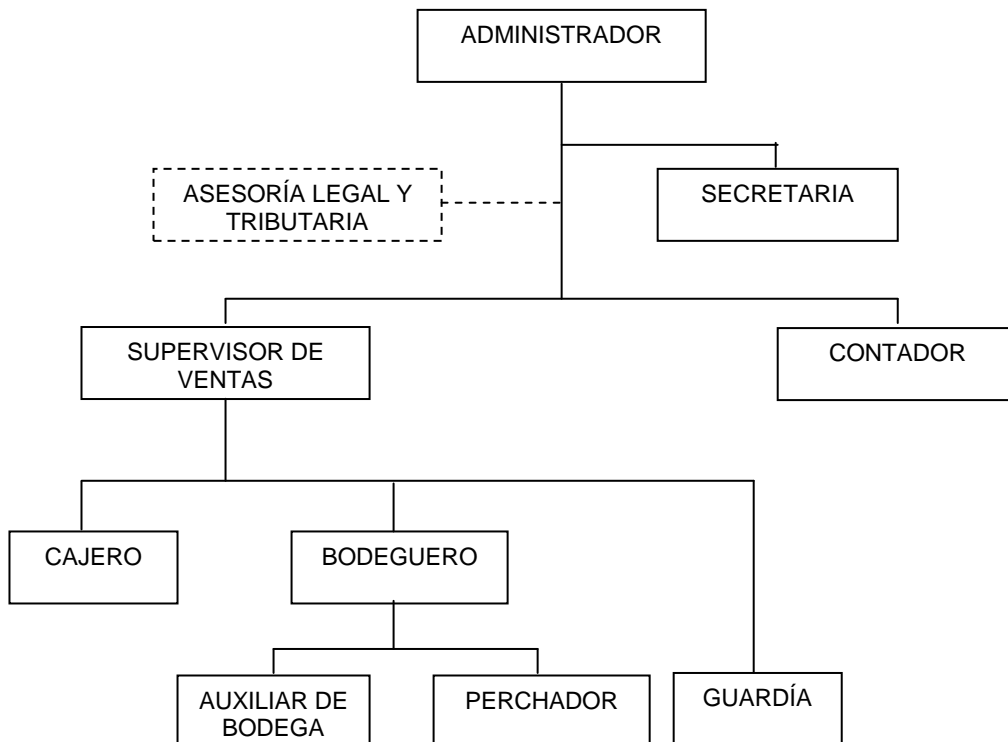 ADMINISTRADOR
ASESORÍA LEGAL Y
TRIBUTARIA
SECRETARIA
SUPERVISOR DE
VENTAS
CONTADOR
CAJERO
BODEGUERO
AUXILIAR DE
BODEGA
PERCHADOR
GUARDÍA